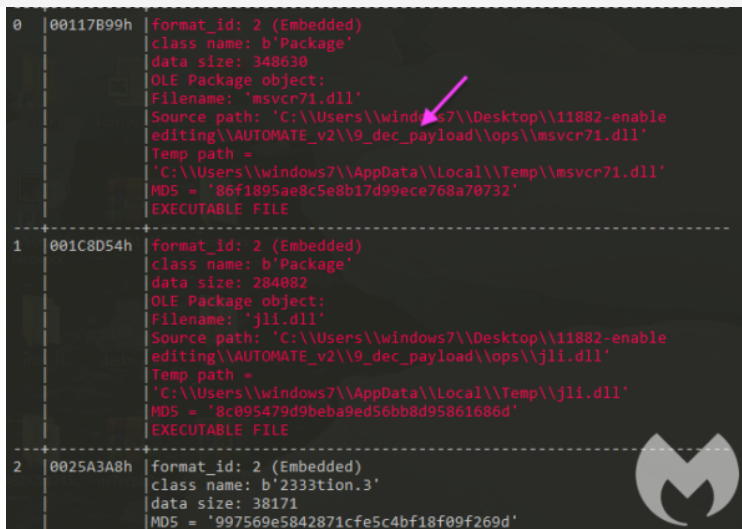 0 |00117B99h |format_id: 2 (Embedded)
|class name: b'Package'
|data size: 348630
|OLE Package object:
|Filename: 'msvcr71.dll'
|Source path: 'C:\\Users\\windows7\\Desktop\\11882-enable
|editing\\AUTOMATE_v2\\9_dec_payload\\ops\\msvcr71.dll'
|Temp path =
|'C:\\Users\\windows7\\AppData\\Local\\Temp\\msvcr71.dll'
|MD5 = '86f1895ae8c5e8b17d99ece768a70732'
|EXECUTABLE FILE
1 |001C8D54h |format_id: 2 (Embedded)
|class name: b'Package'
|data size: 284082
|OLE Package object:
|Filename: 'jli.dll'
|Source path: 'C:\\Users\\windows7\\Desktop\\11882-enable
|editing\\AUTOMATE_v2\\9_dec_payload\\ops\\jli.dll'
|Temp path =
|'C:\\Users\\windows7\\AppData\\Local\\Temp\\jli.dll'
|MD5 = '8c095479d9beba9ed56bb8d95861686d'
|EXECUTABLE FILE
2 |0025A3A8h |format_id: 2 (Embedded)
|class name: b'2333tion.3'
|data size: 38171
|MD5 = '997569e5842871cfe5c4bf18f09f269d'